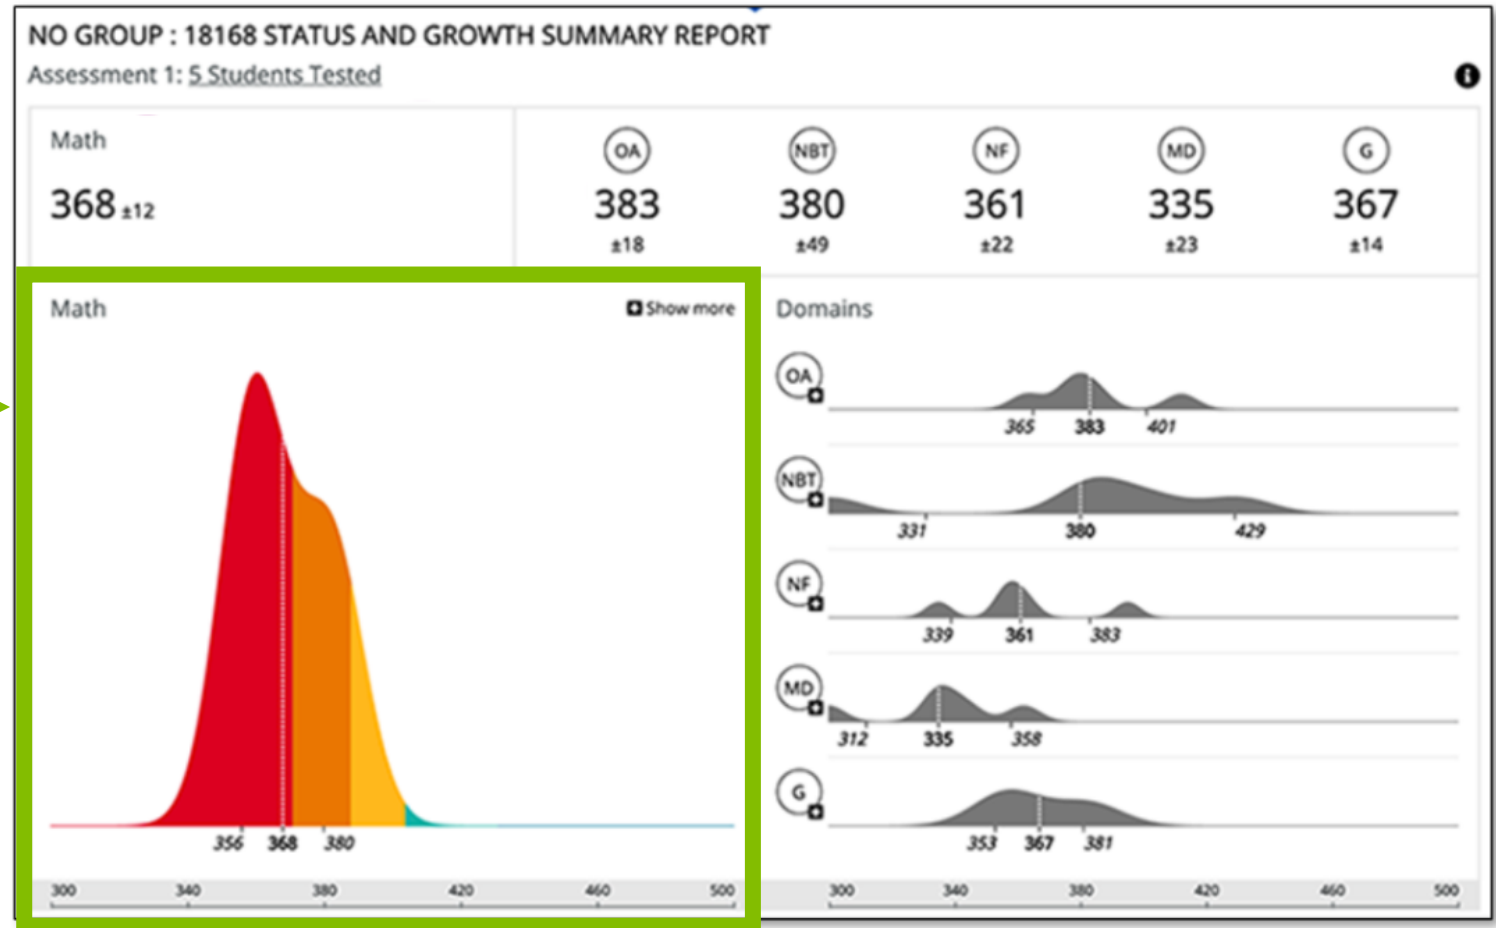 NO GROUP : 18168 STATUS AND GROWTH SUMMARY REPORT
Assessment 1: 5 Students Tested
Math
368 ±12
OA NBT NF MD G
383 380 361 335 367
±18 ±49 ±22 ±23 ±14
Math Show more
356 368 380
300 340 380 420 460 500
Domains
OA
365 383 401
NBT
331 380 429
NF
339 361 383
MD
312 335 358
G
353 367 381
300 340 380 420 460 500